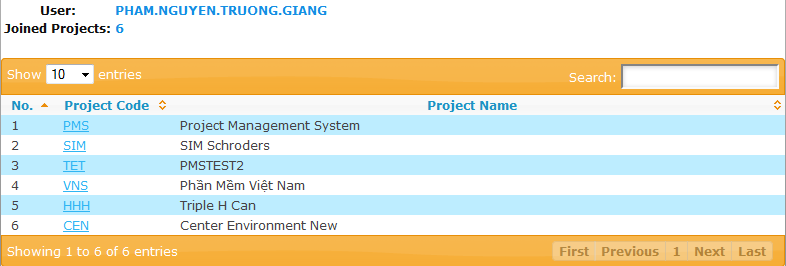 User: PHAM.NGUYEN.TRUONG.GIANG
Joined Projects: 6
Show 10 entries Search:
No. Project Code Project Name
1 PMS Project Management System
2 SIM SIM Schroders
3 TET PMSTEST2
4 VNS Phần Mềm Việt Nam
5 HHH Triple H Can
6 CEN Center Environment New
Showing 1 to 6 of 6 entries First Previous 1 Next Last